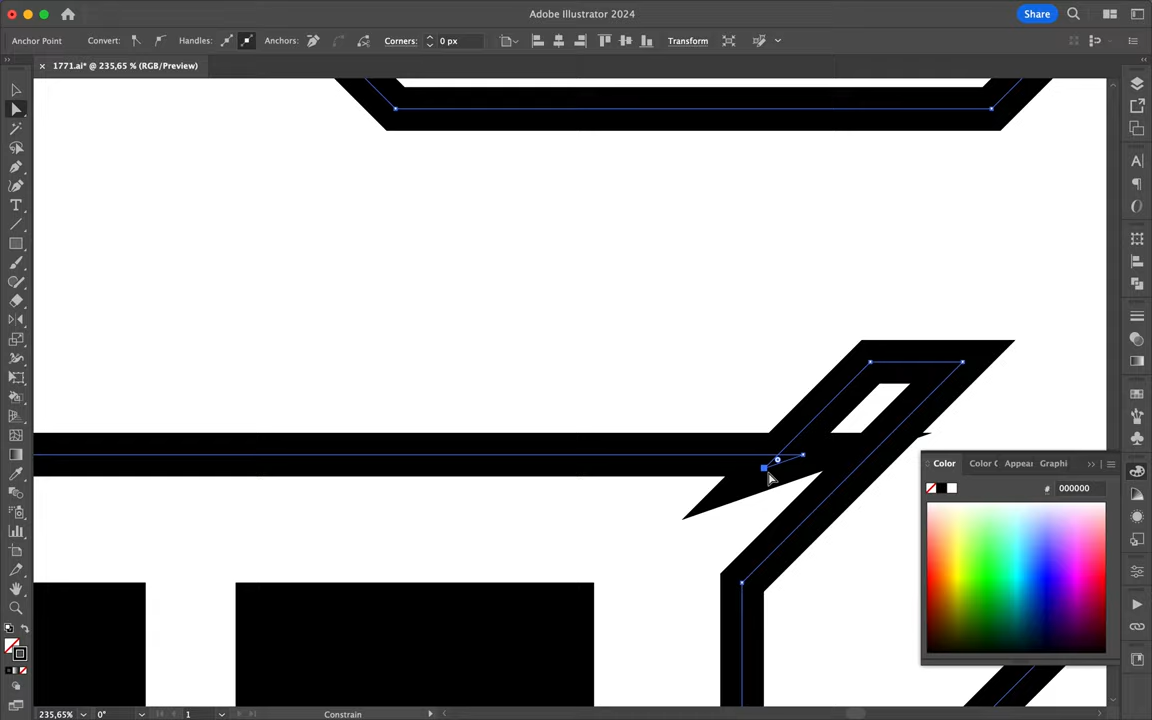 Adobe Illustrator 2024
Share
Anchor Point
Convert:
Handles:
Anchors:
Corners:
0 px
Transform
× 1771.ai* @ 235,65 % (RGB/Preview)
Color
Color C
Appear
Graphi
# 000000
235,65%
0°
1
Constrain